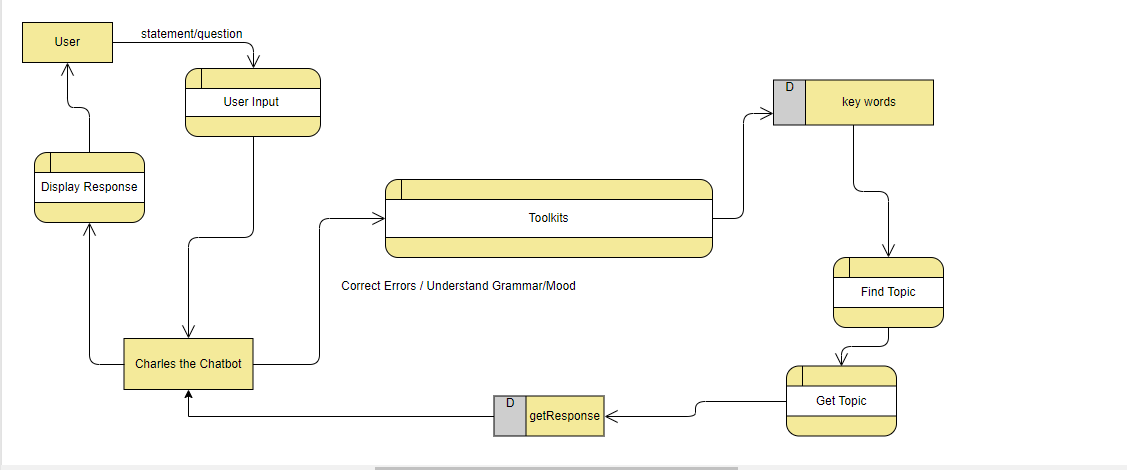 User
statement/question
User Input
D
key words
Display Response
Toolkits
Correct Errors / Understand Grammar/Mood
Find Topic
Charles the Chatbot
Get Topic
D
getResponse